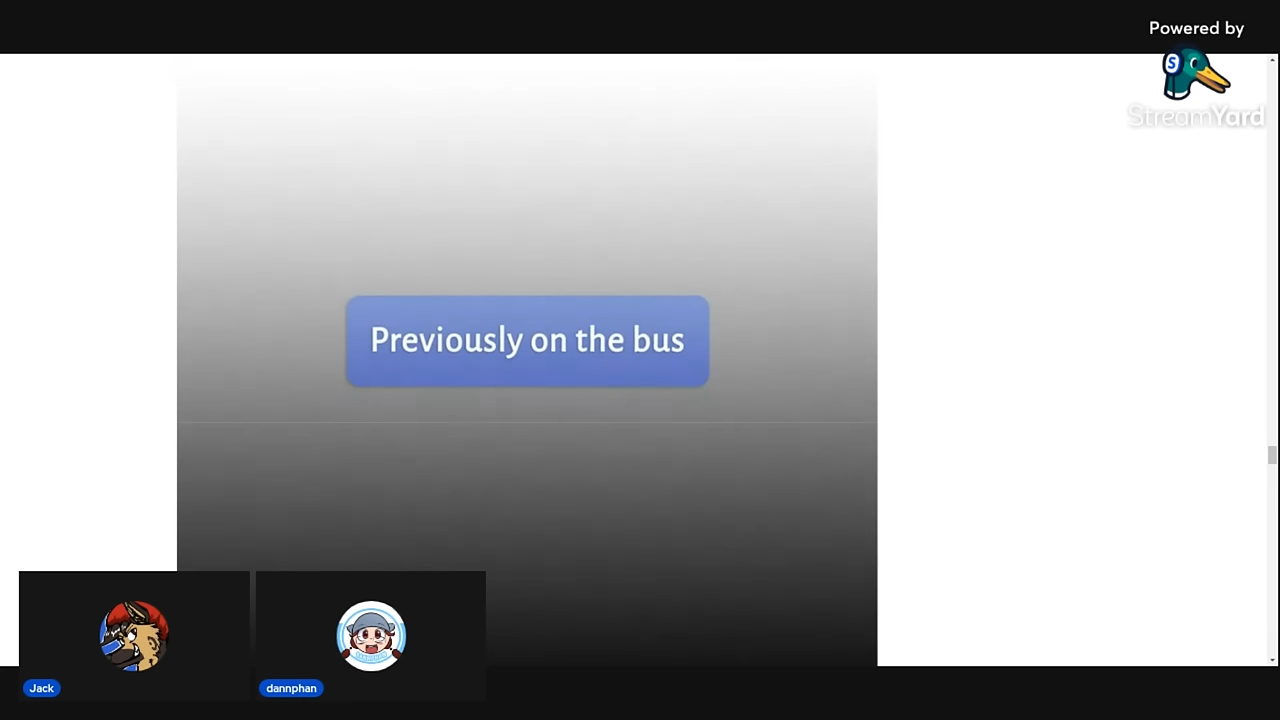 Powered by
S
StreamYard
Previously on the bus
Jack
dannphan